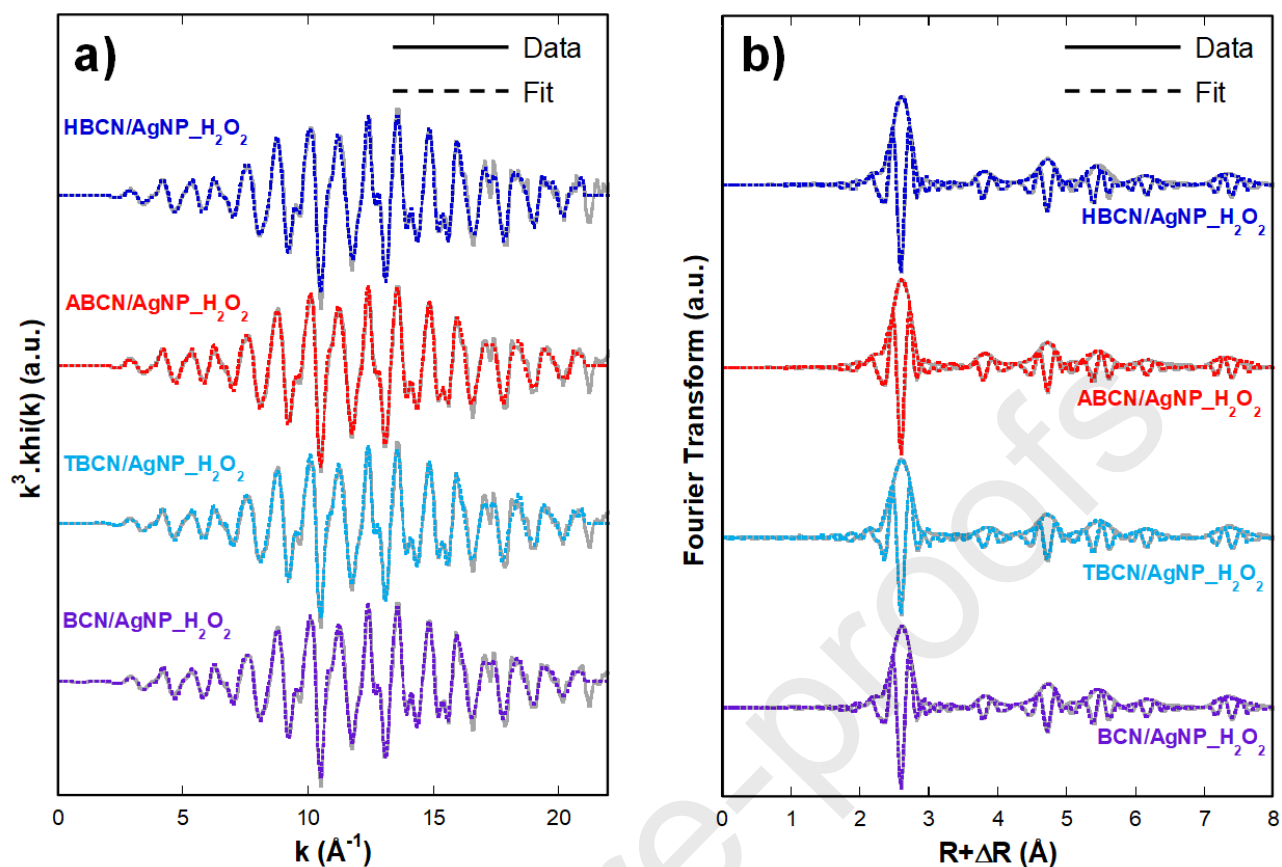 a)
Data
Fit
HBCN/AgNP_H₂O₂
ABCN/AgNP_H₂O₂
TBCN/AgNP_H₂O₂
BCN/AgNP_H₂O₂
k³.khi(k) (a.u.)
0 5 10 15 20
k (Å⁻¹)
b)
Data
Fit
HBCN/AgNP_H₂O₂
ABCN/AgNP_H₂O₂
TBCN/AgNP_H₂O₂
BCN/AgNP_H₂O₂
Fourier Transform (a.u.)
0 1 2 3 4 5 6 7 8
R+ΔR (Å)
re-proofs